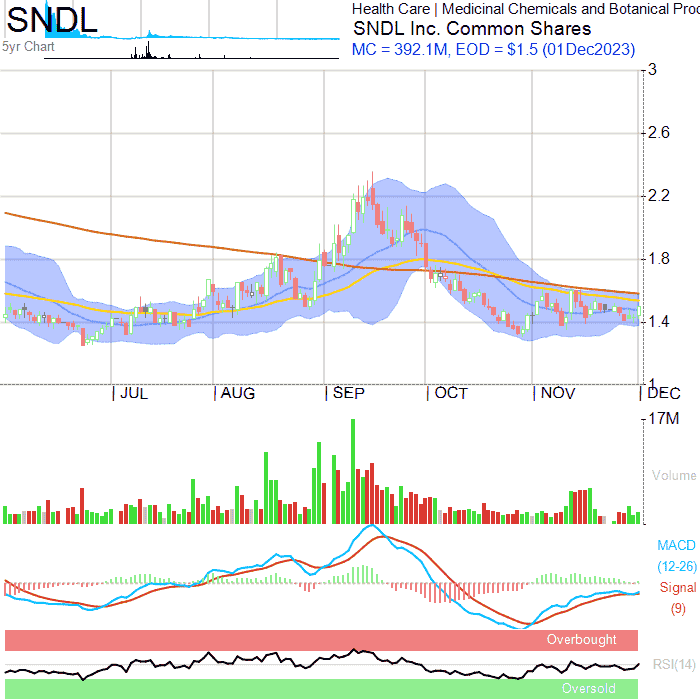 SNDL
5yr Chart
Health Care | Medicinal Chemicals and Botanical Proc
SNDL Inc. Common Shares
MC = 392.1M, EOD = $1.5 (01Dec2023)
3
2.6
2.2
1.8
1.4
1
JUL AUG SEP OCT NOV DEC
17M
Volume
MACD
(12-26)
Signal
(9)
Overbought
RSI(14)
Oversold